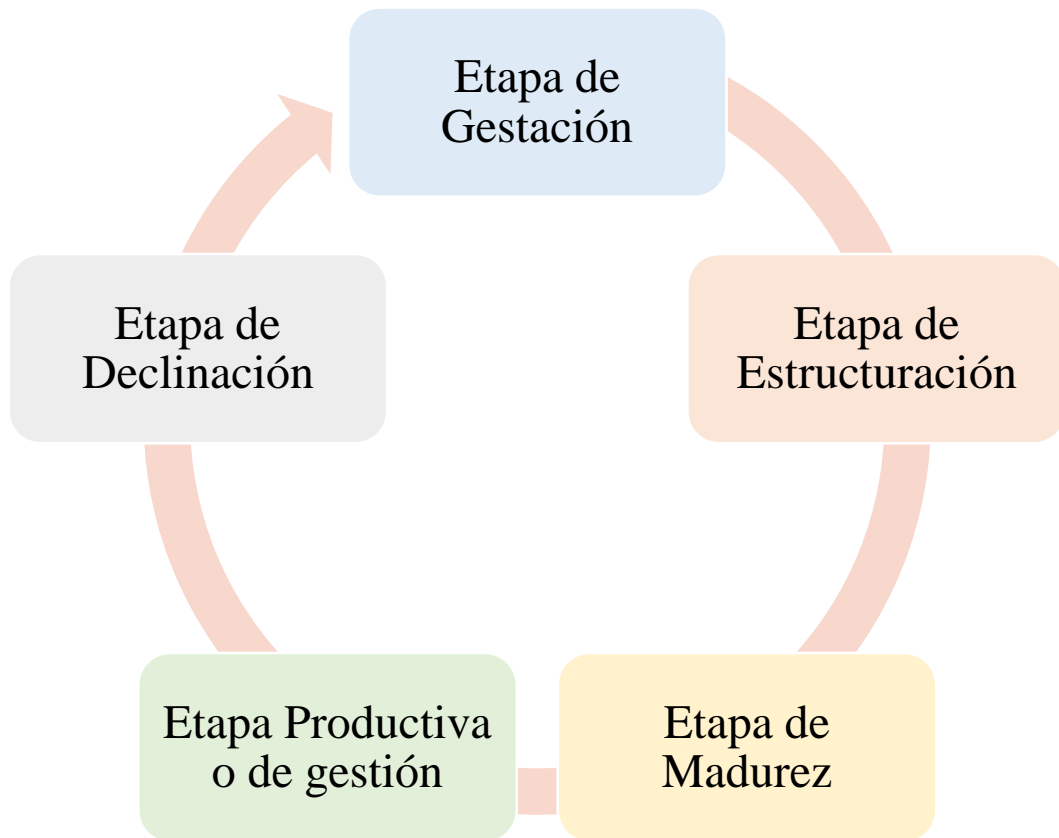 Etapa de
Gestación
Etapa de
Estructuración
Etapa de
Madurez
Etapa Productiva
o de gestión
Etapa de
Declinación